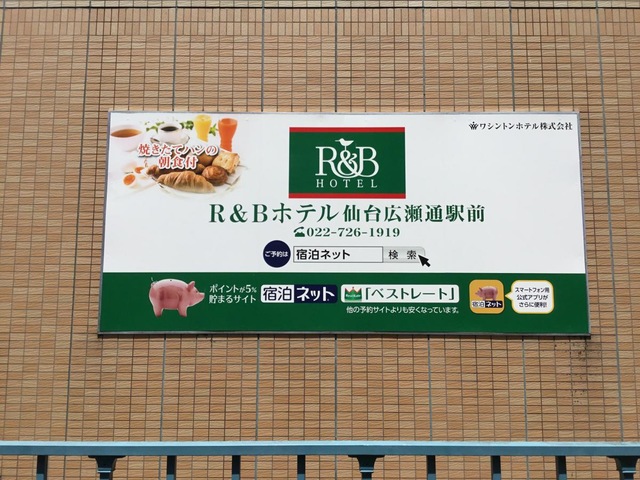 ワシントンホテル株式会社
焼きたてパンの
朝食付
R&B
HOTEL
R&Bホテル仙台広瀬通駅前
☎022-726-1919
ご予約は 宿泊ネット 検索
ポイントが5%
貯まるサイト
宿泊ネット
「ベストレート」
他の予約サイトよりも安くなっています。
宿泊ネット
スマートフォン用
公式アプリが
さらに便利!